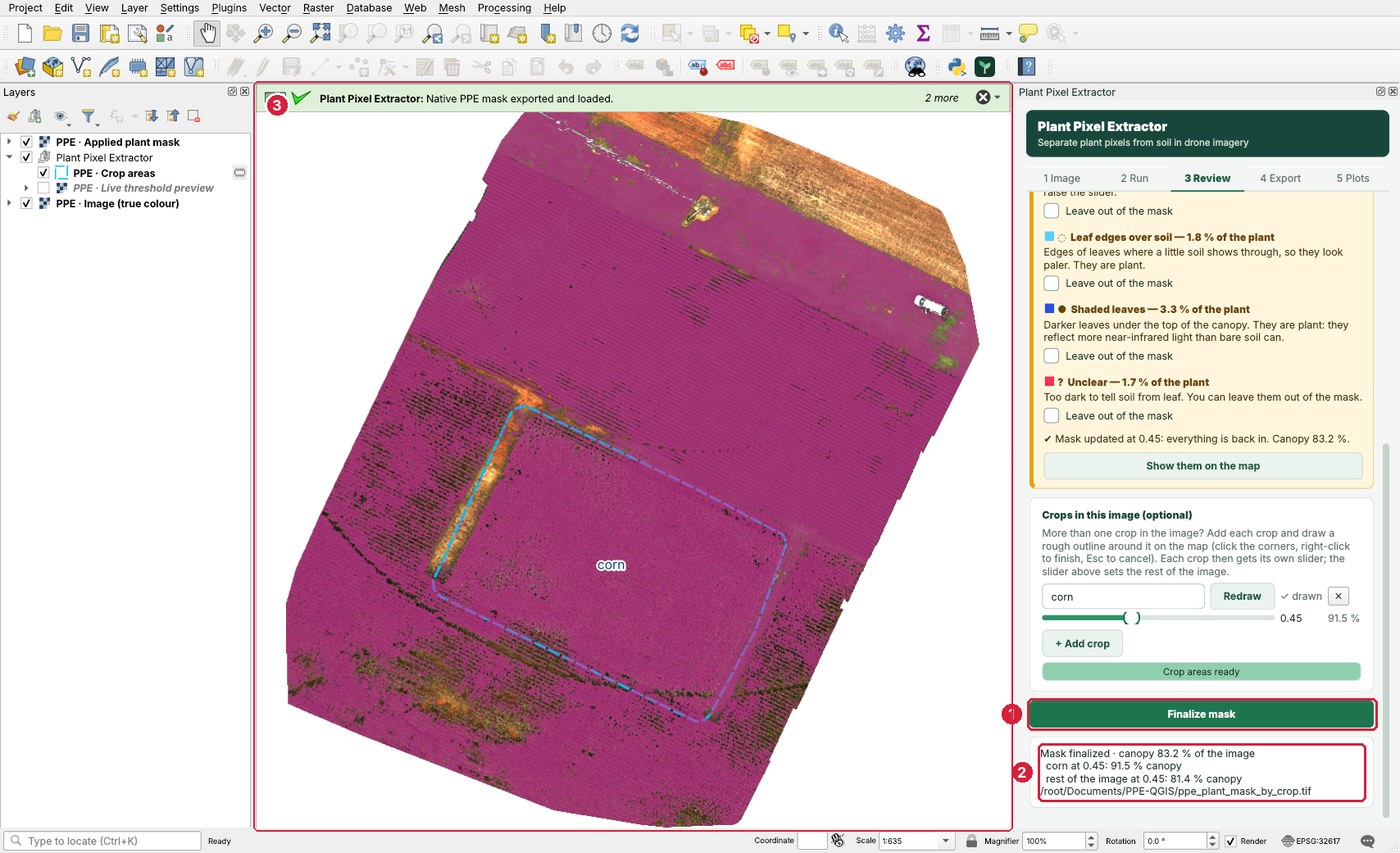 Project Edit View Layer Settings Plugins Vector Raster Database Web Mesh Processing Help
Layers
PPE · Applied plant mask
Plant Pixel Extractor
PPE · Crop areas
PPE · Live threshold preview
PPE · Image (true colour)
3
Plant Pixel Extractor: Native PPE mask exported and loaded.
2 more
corn
Plant Pixel Extractor
Plant Pixel Extractor
Separate plant pixels from soil in drone imagery
1 Image 2 Run 3 Review 4 Export 5 Plots
raise the slider.
Leave out of the mask
Leaf edges over soil — 1.8 % of the plant
Edges of leaves where a little soil shows through, so they look
paler. They are plant.
Leave out of the mask
Shaded leaves — 3.3 % of the plant
Darker leaves under the top of the canopy. They are plant: they
reflect more near-infrared light than bare soil can.
Leave out of the mask
? Unclear — 1.7 % of the plant
Too dark to tell soil from leaf. You can leave them out of the mask.
Leave out of the mask
✔ Mask updated at 0.45: everything is back in. Canopy 83.2 %.
Show them on the map
Crops in this image (optional)
More than one crop in the image? Add each crop and draw a
rough outline around it on the map (click the corners, right-click
to finish, Esc to cancel). Each crop then gets its own slider; the
slider above sets the rest of the image.
corn Redraw ✓ drawn ✕
0.45 91.5 %
+ Add crop
Crop areas ready
1 Finalize mask
2
Mask finalized · canopy 83.2 % of the image
corn at 0.45: 91.5 % canopy
rest of the image at 0.45: 81.4 % canopy
/root/Documents/PPE-QGIS/ppe_plant_mask_by_crop.tif
Type to locate (Ctrl+K) Ready Coordinate Scale 1:635 Magnifier 100% Rotation 0.0 ° Render EPSG:32617